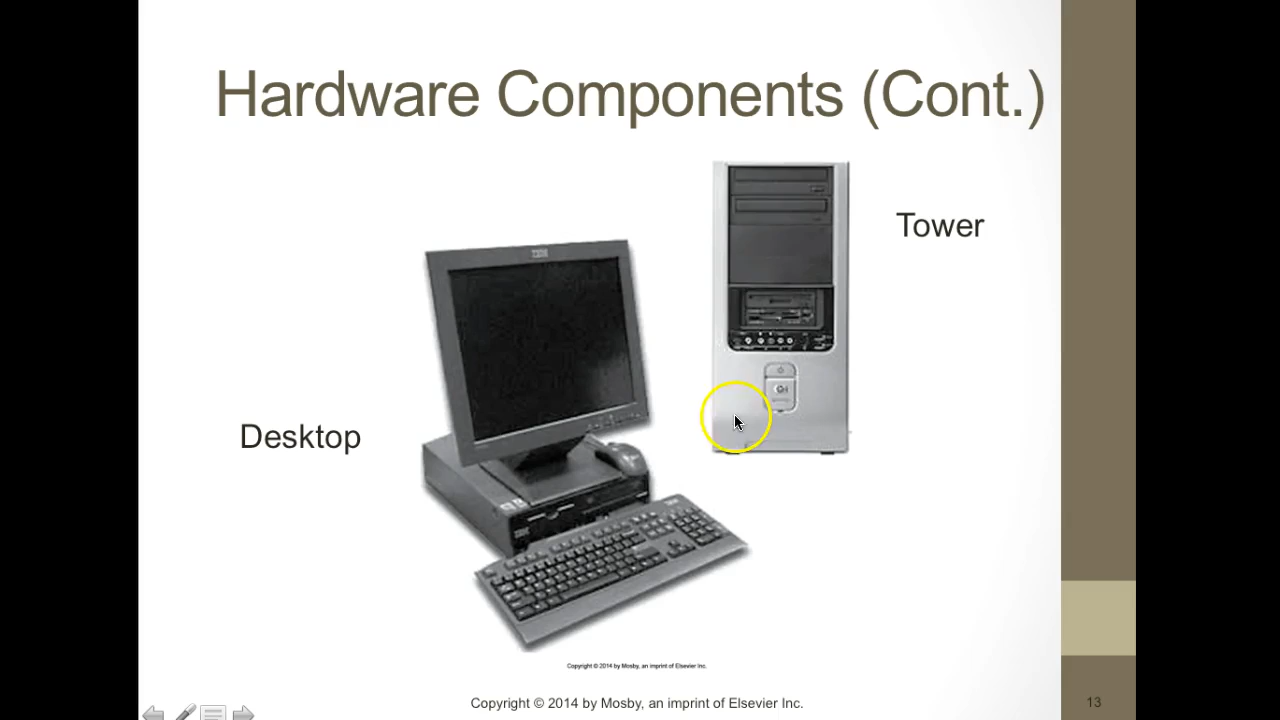 Hardware Components (Cont.)
Tower
IBM
Desktop
Copyright © 2014 by Mosby, an imprint of Elsevier Inc.
Copyright © 2014 by Mosby, an imprint of Elsevier Inc.
13